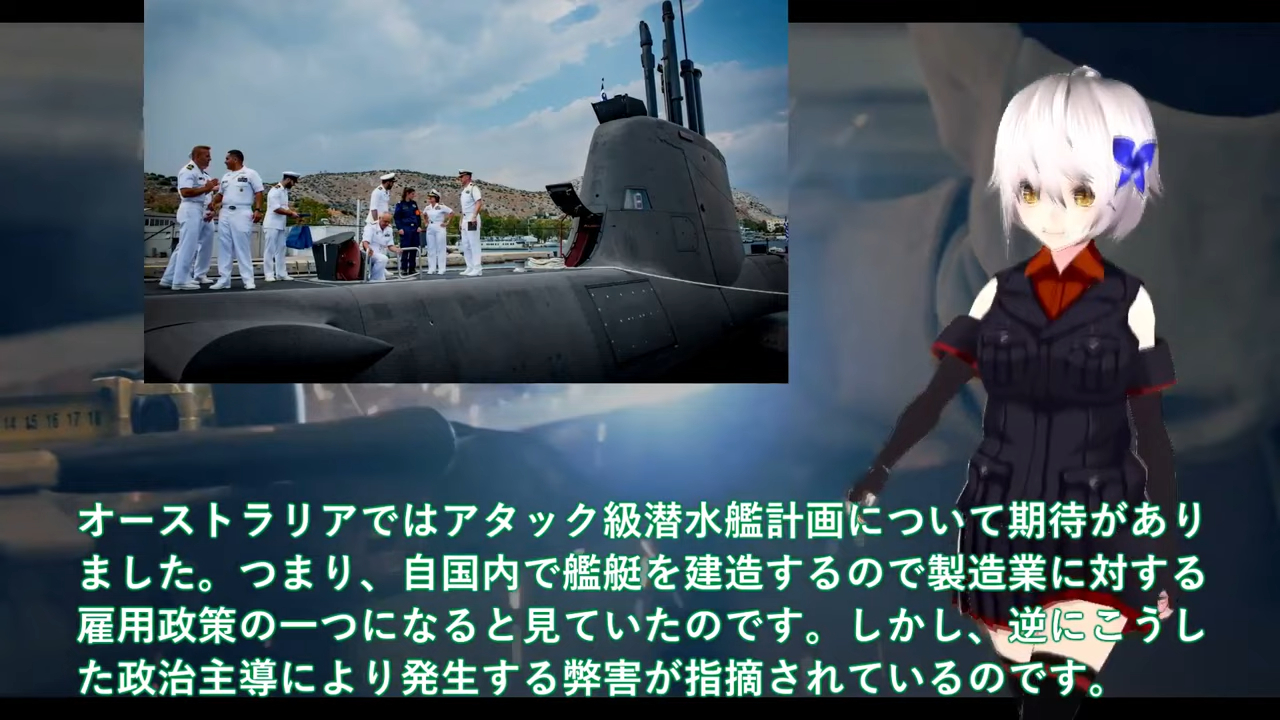 14 15 16 17 18
オーストラリアではアタック級潜水艦計画について期待があり
ました。つまり、自国内で艦艇を建造するので製造業に対する
雇用政策の一つになると見ていたのです。しかし、逆にこうし
た政治主導により発生する弊害が指摘されているのです。